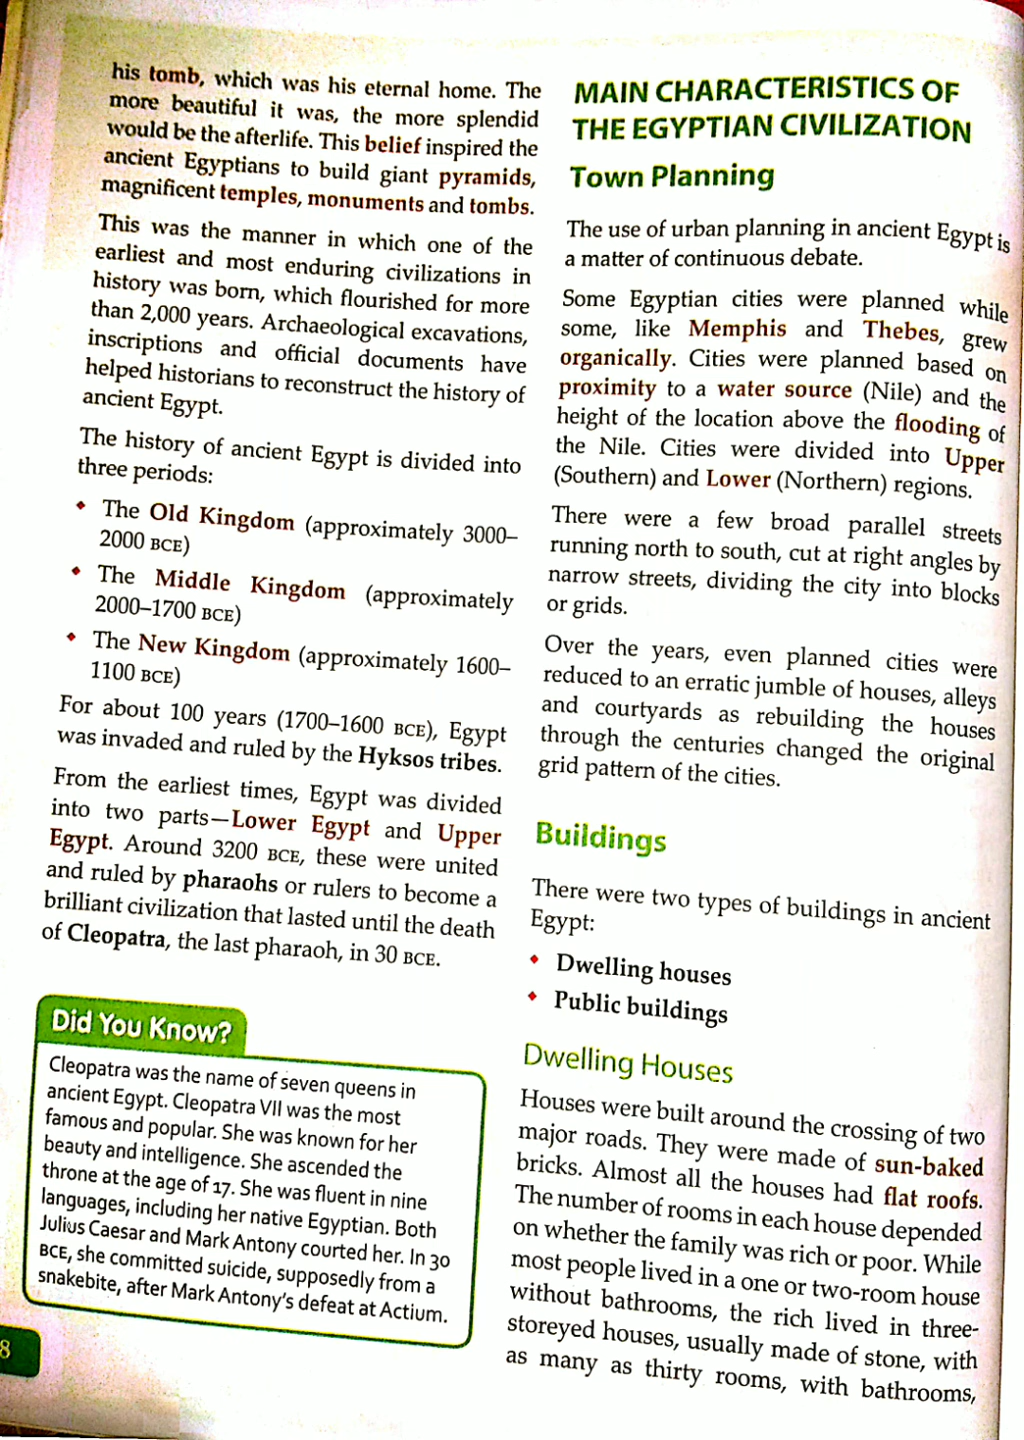 his tomb, which was his eternal home. The
more beautiful it was, the more splendid
would be the afterlife. This belief inspired the
ancient Egyptians to build giant pyramids,
magnificent temples, monuments and tombs.
This was the manner in which one of the
earliest and most enduring civilizations in
history was born, which flourished for more
than 2,000 years. Archaeological excavations,
inscriptions and official documents have
helped historians to reconstruct the history of
ancient Egypt.
The history of ancient Egypt is divided into
three periods:
• The Old Kingdom (approximately 3000–
2000 BCE)
• The Middle Kingdom (approximately
2000–1700 BCE)
• The New Kingdom (approximately 1600–
1100 BCE)
For about 100 years (1700–1600 BCE), Egypt
was invaded and ruled by the Hyksos tribes.
From the earliest times, Egypt was divided
into two parts—Lower Egypt and Upper
Egypt. Around 3200 BCE, these were united
and ruled by pharaohs or rulers to become a
brilliant civilization that lasted until the death
of Cleopatra, the last pharaoh, in 30 BCE.
Did You Know?
Cleopatra was the name of seven queens in
ancient Egypt. Cleopatra VII was the most
famous and popular. She was known for her
beauty and intelligence. She ascended the
throne at the age of 17. She was fluent in nine
languages, including her native Egyptian. Both
Julius Caesar and Mark Antony courted her. In 30
BCE, she committed suicide, supposedly from a
snakebite, after Mark Antony's defeat at Actium.
8
MAIN CHARACTERISTICS OF
THE EGYPTIAN CIVILIZATION
Town Planning
The use of urban planning in ancient Egypt is
a matter of continuous debate.
Some Egyptian cities were planned while
some, like Memphis and Thebes, grew
organically. Cities were planned based on
proximity to a water source (Nile) and the
height of the location above the flooding of
the Nile. Cities were divided into Upper
(Southern) and Lower (Northern) regions.
There were a few broad parallel streets
running north to south, cut at right angles by
narrow streets, dividing the city into blocks
or grids.
Over the years, even planned cities were
reduced to an erratic jumble of houses, alleys
and courtyards as rebuilding the houses
through the centuries changed the original
grid pattern of the cities.
Buildings
There were two types of buildings in ancient
Egypt:
• Dwelling houses
• Public buildings
Dwelling Houses
Houses were built around the crossing of two
major roads. They were made of sun-baked
bricks. Almost all the houses had flat roofs.
The number of rooms in each house depended
on whether the family was rich or poor. While
most people lived in a one or two-room house
without bathrooms, the rich lived in three-
storeyed houses, usually made of stone, with
as many as thirty rooms, with bathrooms,